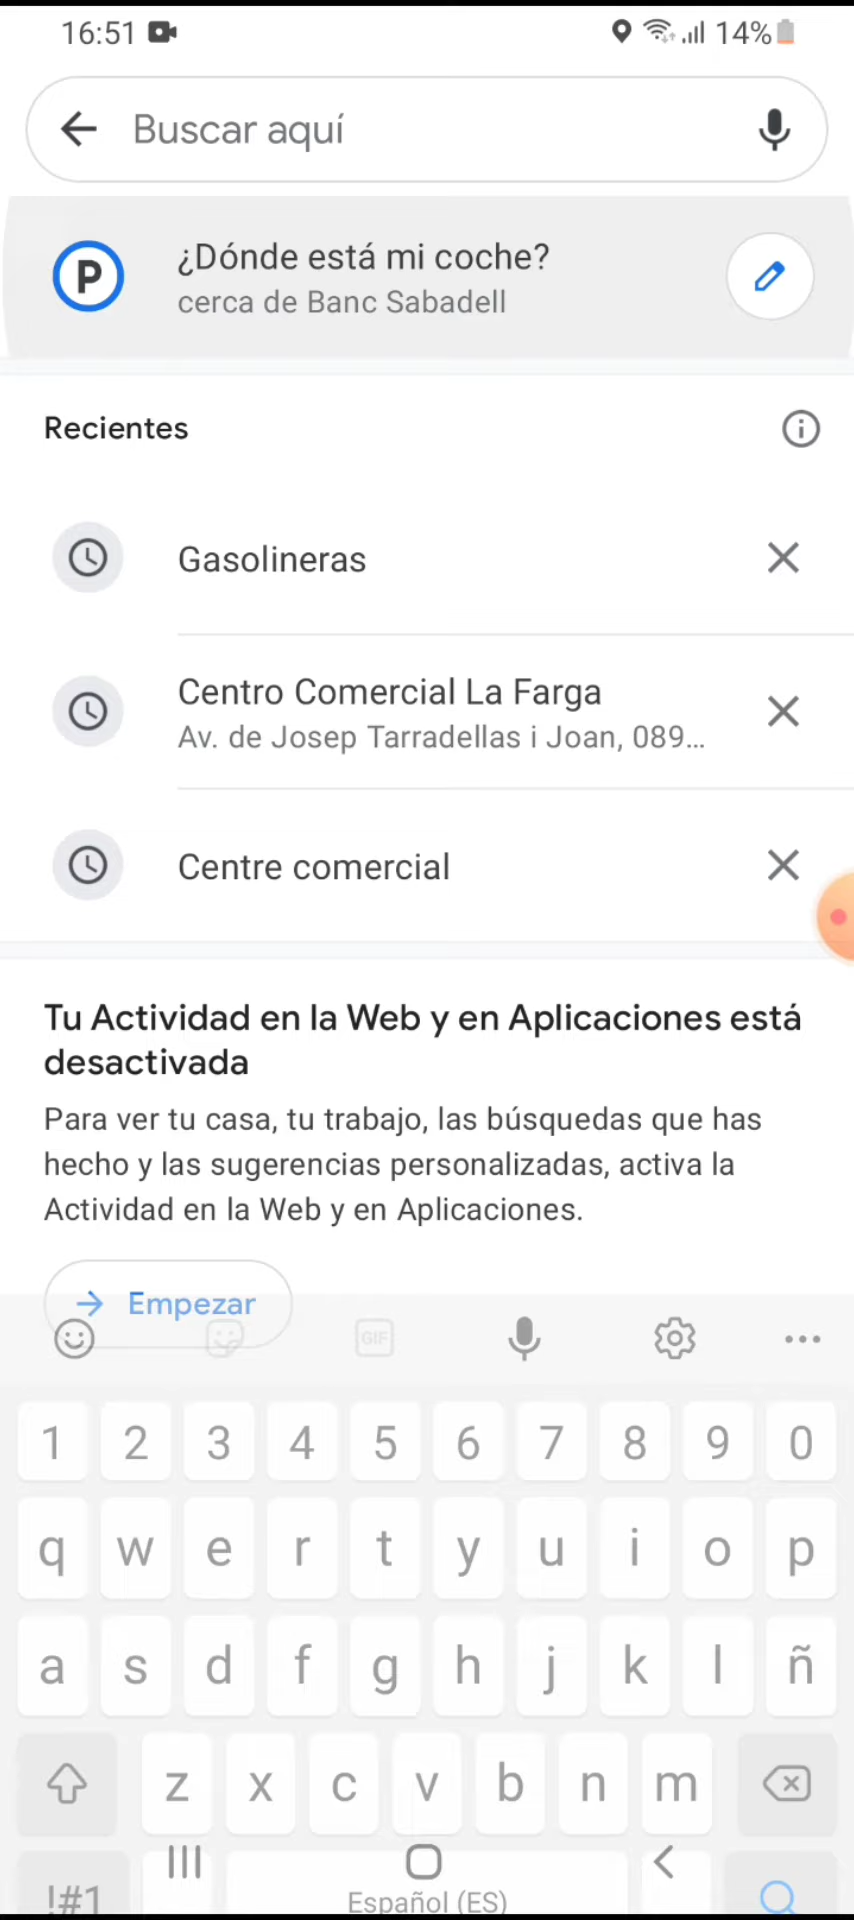 16:51
14%
Buscar aquí
P
¿Dónde está mi coche?
cerca de Banc Sabadell
Recientes
Gasolineras
Centro Comercial La Farga
Av. de Josep Tarradellas i Joan, 089...
Centre comercial
Tu Actividad en la Web y en Aplicaciones está
desactivada
Para ver tu casa, tu trabajo, las búsquedas que has
hecho y las sugerencias personalizadas, activa la
Actividad en la Web y en Aplicaciones.
Empezar
GIF
1 2 3 4 5 6 7 8 9 0
q w e r t y u i o p
a s d f g h j k l ñ
z x c v b n m
!#1
Español (ES)